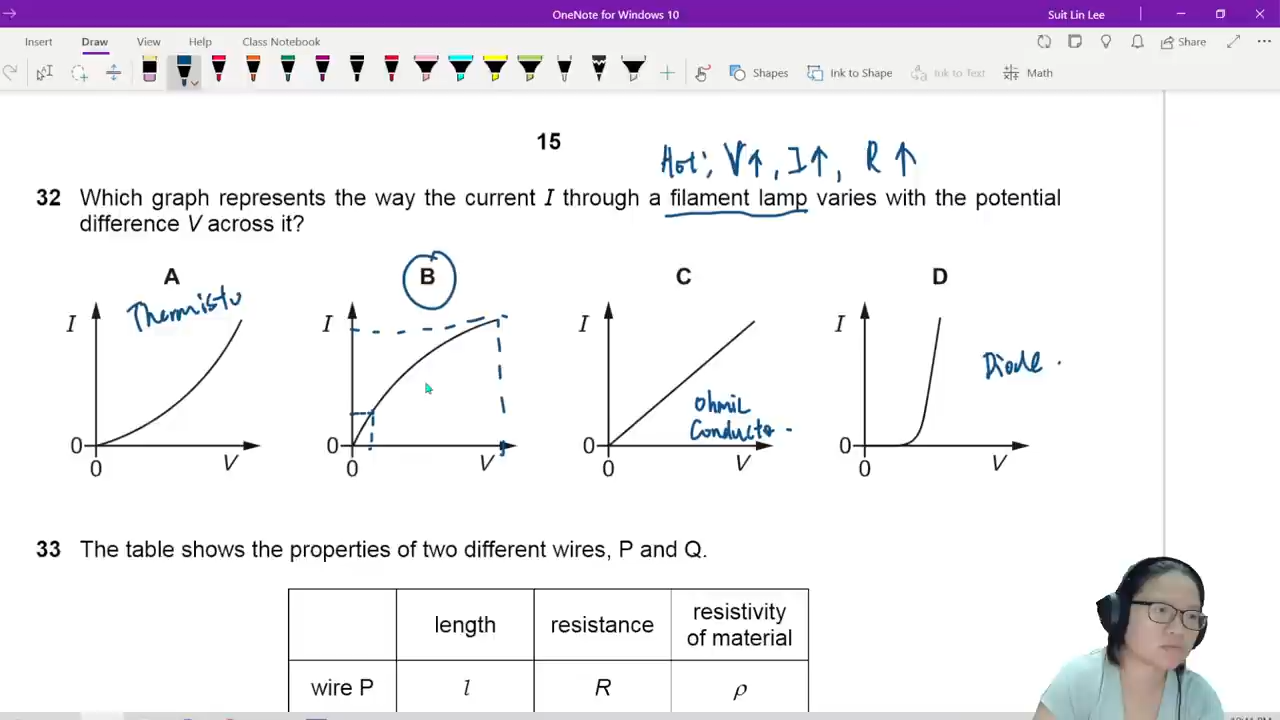 OneNote for Windows 10
Suit Lin Lee
Insert Draw View Help Class Notebook
Share
Shapes Ink to Shape Ink to Text Math
15
Hot; V↑, I↑, R↑
32 Which graph represents the way the current I through a filament lamp varies with the potential
difference V across it?
A B C D
Thermisto
I I I I
Diode.
Ohmic
Conductor.
0 0 0 0
0 V 0 V 0 V 0 V
33 The table shows the properties of two different wires, P and Q.
length resistance resistivity
of material
wire P l R ρ